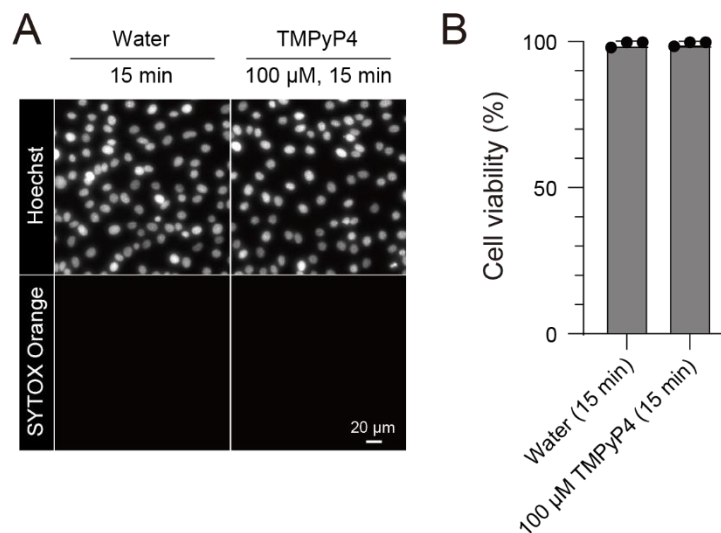 A
Water
TMPyP4
15 min
100 µM, 15 min
Hoechst
SYTOX Orange
20 µm
B
Cell viability (%)
100
50
0
Water (15 min)
100 µM TMPyP4 (15 min)